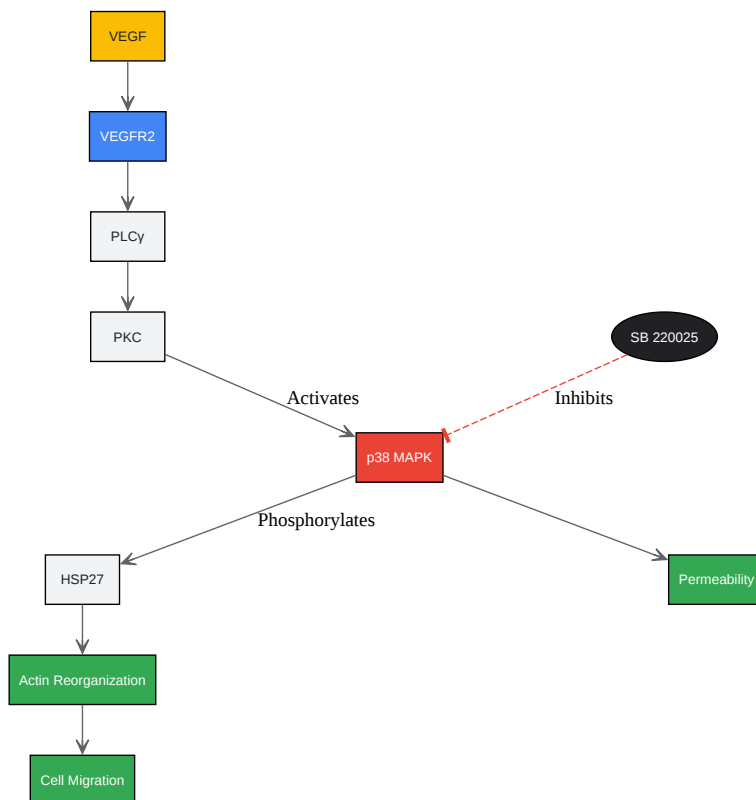 VEGF
VEGFR2
PLCγ
PKC
SB 220025
Activates
Inhibits
p38 MAPK
Phosphorylates
HSP27
Permeability
Actin Reorganization
Cell Migration